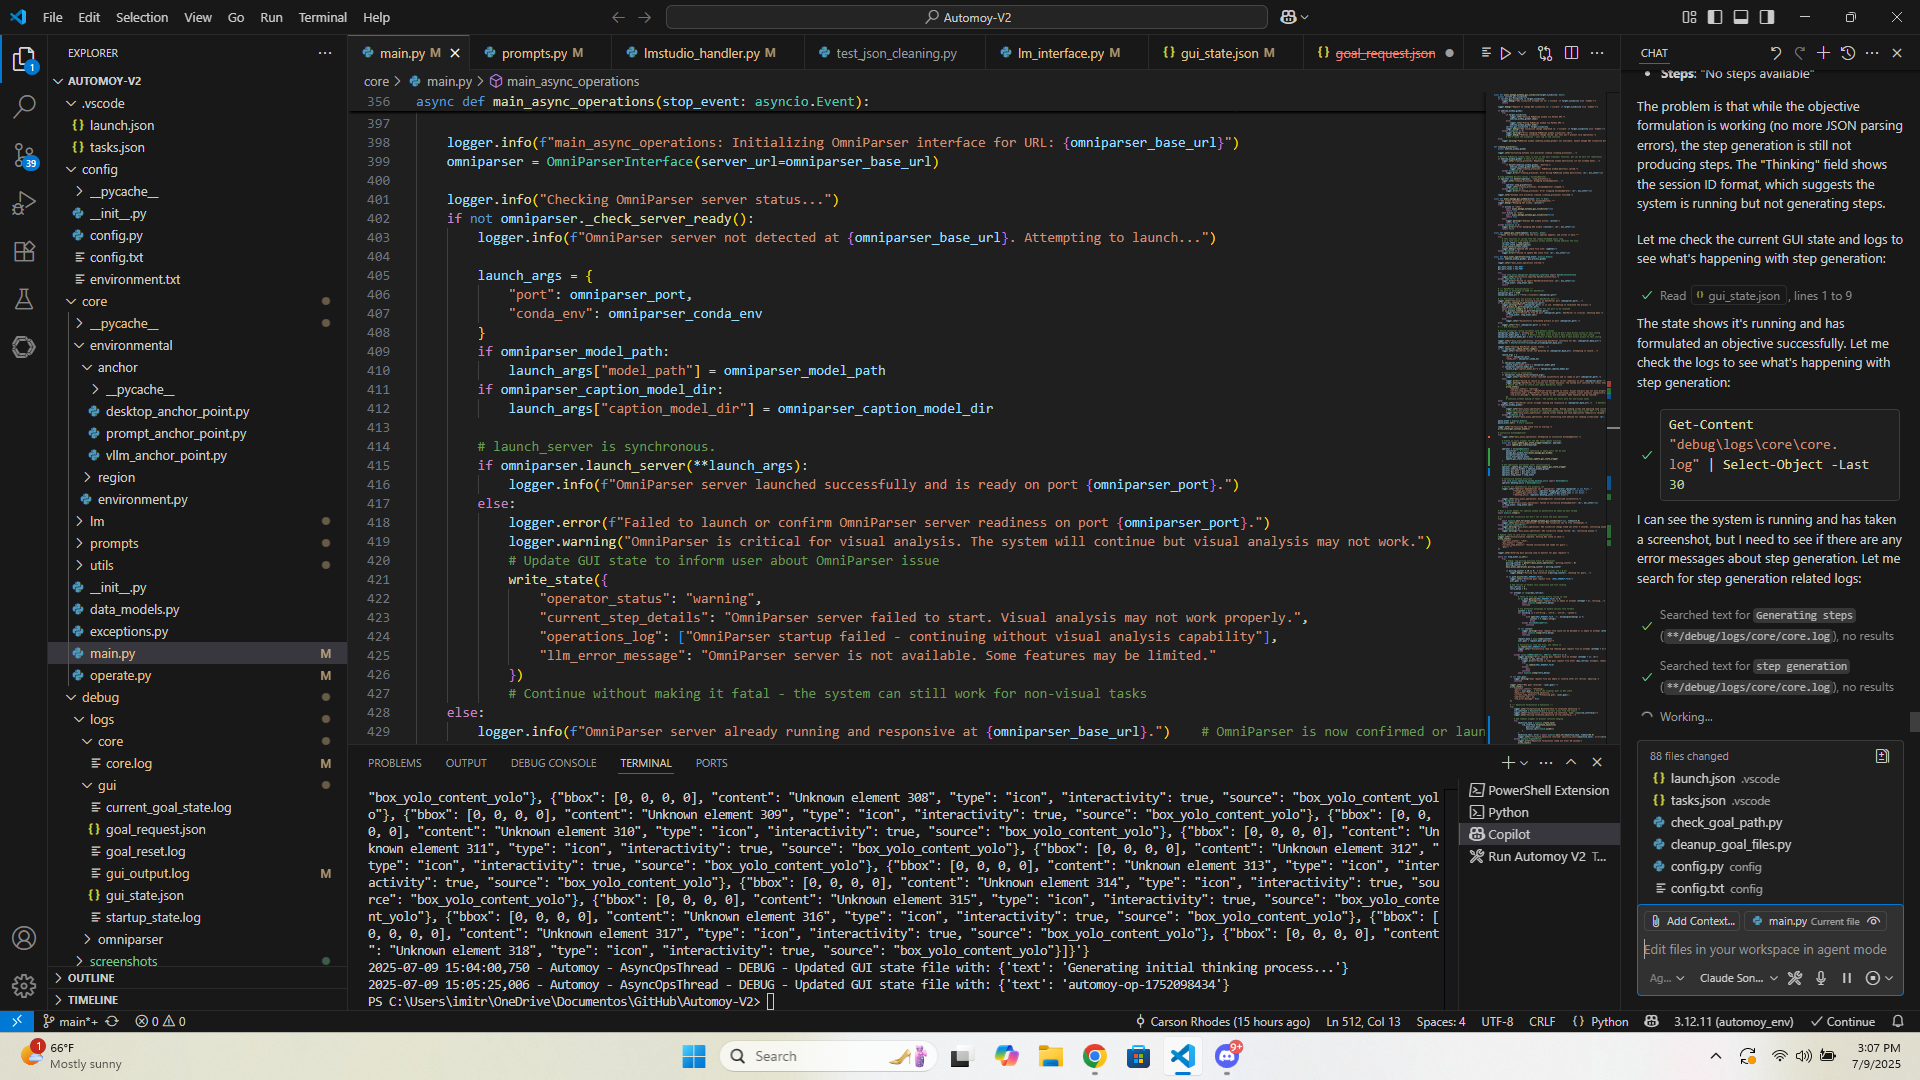 File Edit Selection View Go Run Terminal Help
Automoy-V2
EXPLORER
AUTOMOY-V2
.vscode
launch.json
tasks.json
config
__pycache__
__init__.py
config.py
config.txt
environment.txt
core
__pycache__
environmental
anchor
__pycache__
desktop_anchor_point.py
prompt_anchor_point.py
vllm_anchor_point.py
region
environment.py
lm
prompts
utils
__init__.py
data_models.py
exceptions.py
main.py M
operate.py M
debug
logs
core
core.log M
gui
current_goal_state.log
goal_request.json
goal_reset.log
gui_output.log M
gui_state.json
startup_state.log
omniparser
screenshots
OUTLINE
TIMELINE
1
39
main.py M
prompts.py M
lmstudio_handler.py M
test_json_cleaning.py
lm_interface.py M
gui_state.json M
goal_request.json
core > main.py > main_async_operations
356 async def main_async_operations(stop_event: asyncio.Event):
397
398 logger.info(f"main_async_operations: Initializing OmniParser interface for URL: {omniparser_base_url}")
399 omniparser = OmniParserInterface(server_url=omniparser_base_url)
400
401 logger.info("Checking OmniParser server status...")
402 if not omniparser._check_server_ready():
403 logger.info(f"OmniParser server not detected at {omniparser_base_url}. Attempting to launch...")
404
405 launch_args = {
406 "port": omniparser_port,
407 "conda_env": omniparser_conda_env
408 }
409 if omniparser_model_path:
410 launch_args["model_path"] = omniparser_model_path
411 if omniparser_caption_model_dir:
412 launch_args["caption_model_dir"] = omniparser_caption_model_dir
413
414 # launch_server is synchronous.
415 if omniparser.launch_server(**launch_args):
416 logger.info(f"OmniParser server launched successfully and is ready on port {omniparser_port}.")
417 else:
418 logger.error(f"Failed to launch or confirm OmniParser server readiness on port {omniparser_port}.")
419 logger.warning("OmniParser is critical for visual analysis. The system will continue but visual analysis may not work.")
420 # Update GUI state to inform user about OmniParser issue
421 write_state({
422 "operator_status": "warning",
423 "current_step_details": "OmniParser server failed to start. Visual analysis may not work properly.",
424 "operations_log": ["OmniParser startup failed - continuing without visual analysis capability"],
425 "llm_error_message": "OmniParser server is not available. Some features may be limited."
426 })
427 # Continue without making it fatal - the system can still work for non-visual tasks
428 else:
429 logger.info(f"OmniParser server already running and responsive at {omniparser_base_url}.") # OmniParser is now confirmed or laun
PROBLEMS OUTPUT DEBUG CONSOLE TERMINAL PORTS
"box_yolo_content_yolo"}, {"bbox": [0, 0, 0, 0], "content": "Unknown element 308", "type": "icon", "interactivity": true, "source": "box_yolo_content_yol
o"}, {"bbox": [0, 0, 0, 0], "content": "Unknown element 309", "type": "icon", "interactivity": true, "source": "box_yolo_content_yolo"}, {"bbox": [0, 0,
0, 0], "content": "Unknown element 310", "type": "icon", "interactivity": true, "source": "box_yolo_content_yolo"}, {"bbox": [0, 0, 0, 0], "content": "Un
known element 311", "type": "icon", "interactivity": true, "source": "box_yolo_content_yolo"}, {"bbox": [0, 0, 0, 0], "content": "Unknown element 312", "
type": "icon", "interactivity": true, "source": "box_yolo_content_yolo"}, {"bbox": [0, 0, 0, 0], "content": "Unknown element 313", "type": "icon", "inter
activity": true, "source": "box_yolo_content_yolo"}, {"bbox": [0, 0, 0, 0], "content": "Unknown element 314", "type": "icon", "interactivity": true, "sou
rce": "box_yolo_content_yolo"}, {"bbox": [0, 0, 0, 0], "content": "Unknown element 315", "type": "icon", "interactivity": true, "source": "box_yolo_conte
nt_yolo"}, {"bbox": [0, 0, 0, 0], "content": "Unknown element 316", "type": "icon", "interactivity": true, "source": "box_yolo_content_yolo"}, {"bbox": [
0, 0, 0, 0], "content": "Unknown element 317", "type": "icon", "interactivity": true, "source": "box_yolo_content_yolo"}, {"bbox": [0, 0, 0, 0], "content
": "Unknown element 318", "type": "icon", "interactivity": true, "source": "box_yolo_content_yolo"}]}'}
2025-07-09 15:04:00,750 - Automoy - AsyncOpsThread - DEBUG - Updated GUI state file with: {'text': 'Generating initial thinking process...'}
2025-07-09 15:05:25,006 - Automoy - AsyncOpsThread - DEBUG - Updated GUI state file with: {'text': 'automoy-op-1752098434'}
PS C:\Users\imitr\OneDrive\Documentos\GitHub\Automoy-V2>
PowerShell Extension
Python
Copilot
Run Automoy V2 T...
CHAT
Steps: "No steps available"
The problem is that while the objective
formulation is working (no more JSON parsing
errors), the step generation is still not
producing steps. The "Thinking" field shows
the session ID format, which suggests the
system is running but not generating steps.
Let me check the current GUI state and logs to
see what's happening with step generation:
Read gui_state.json, lines 1 to 9
The state shows it's running and has
formulated an objective successfully. Let me
check the logs to see what's happening with
step generation:
Get-Content
"debug\logs\core\core.
log" | Select-Object -Last
30
I can see the system is running and has taken
a screenshot, but I need to see if there are any
error messages about step generation. Let me
search for step generation related logs:
Searched text for Generating steps
(**/debug/logs/core/core.log), no results
Searched text for step generation
(**/debug/logs/core/core.log), no results
Working...
88 files changed
launch.json .vscode
tasks.json .vscode
check_goal_path.py
cleanup_goal_files.py
config.py config
config.txt config
Add Context... main.py Current file
Edit files in your workspace in agent mode
Ag... Claude Son...
main*+ 0 0
Carson Rhodes (15 hours ago) Ln 512, Col 13 Spaces: 4 UTF-8 CRLF {} Python 3.12.11 (automoy_env) Continue
1
66°F
Mostly sunny
Search
9+
3:07 PM
7/9/2025